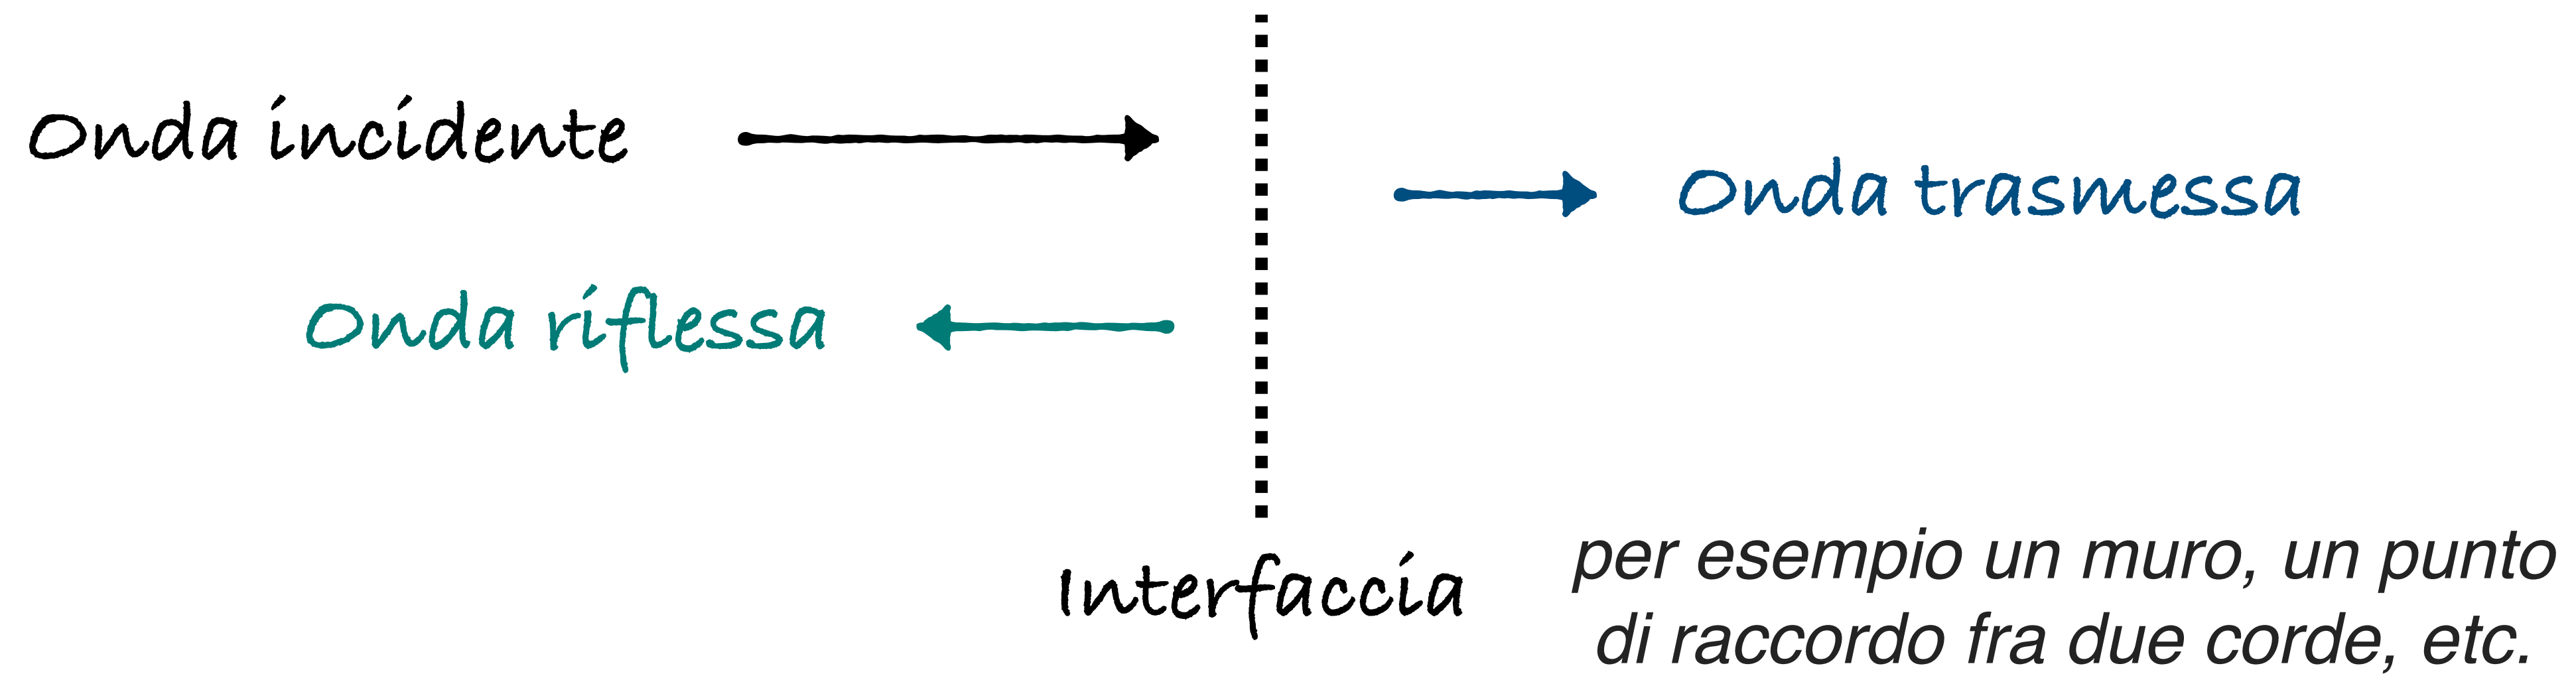 Onda incidente
Onda trasmessa
Onda riflessa
Interfaccia
per esempio un muro, un punto
di raccordo fra due corde, etc.